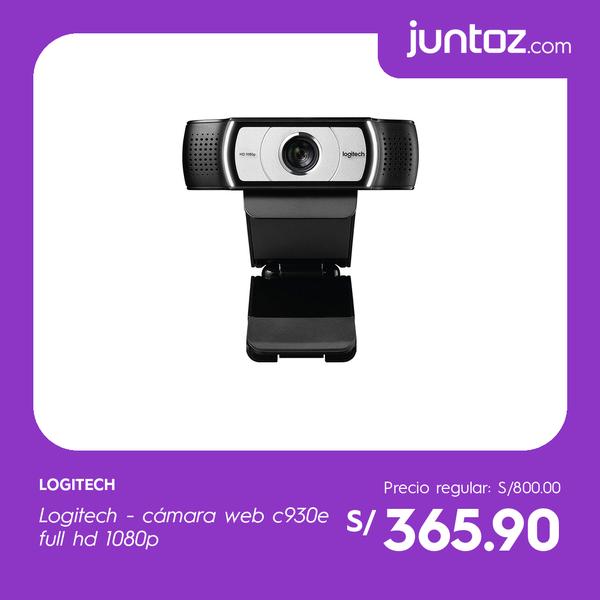 juntoz.com
HD 1080p
logitech
LOGITECH
Logitech - cámara web c930e
full hd 1080p
Precio regular: S/800.00
S/ 365.90